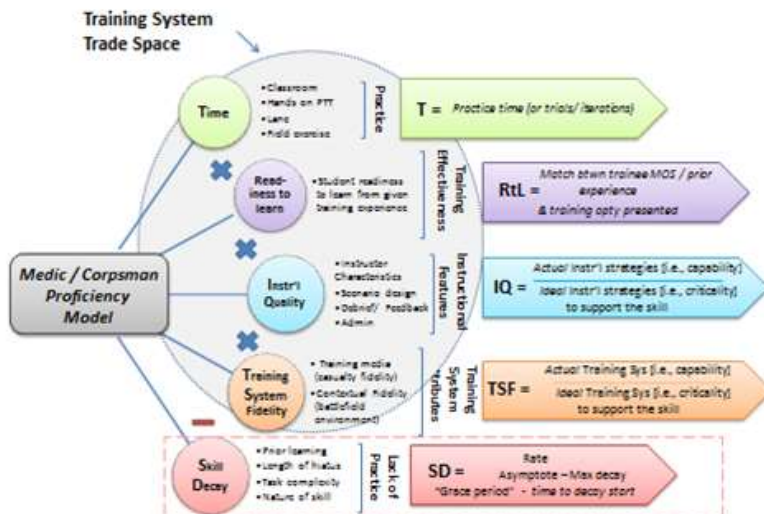 Training System
Trade Space
Time
•Classroom
•Hands on PTT
•Lane
•Field exercise
Practice
T = Practice time (or trials/ iterations)
Read-
iness to
learn
•Student readiness
to learn from given
training experience
Training
Effectiveness
RtL =
Match btwn trainee MOS / prior
experience
& training opty presented
Medic / Corpsman
Proficiency
Model
Instr'l
Quality
•Instructor
Characteristics
•Scenario design
•Debrief/ Feedback
•Admin
Instructional
Features
IQ =
Actual Instr'l strategies [i.e., capability]
Ideal Instr'l strategies [i.e., criticality]
to support the skill
Training
System
Fidelity
• Training media
(casualty fidelity)
•Contextual Fidelity
(battlefield
environment)
Training
System
tributes
TSF =
Actual Training Sys [i.e., capability]
Ideal Training Sys [i.e., criticality]
to support the skill
Skill
Decay
•Prior learning
•Length of hiatus
•Task complexity
•Nature of skill
Lack of
Practice
SD =
Rate
Asymptote – Max decay
"Grace period" - time to decay start